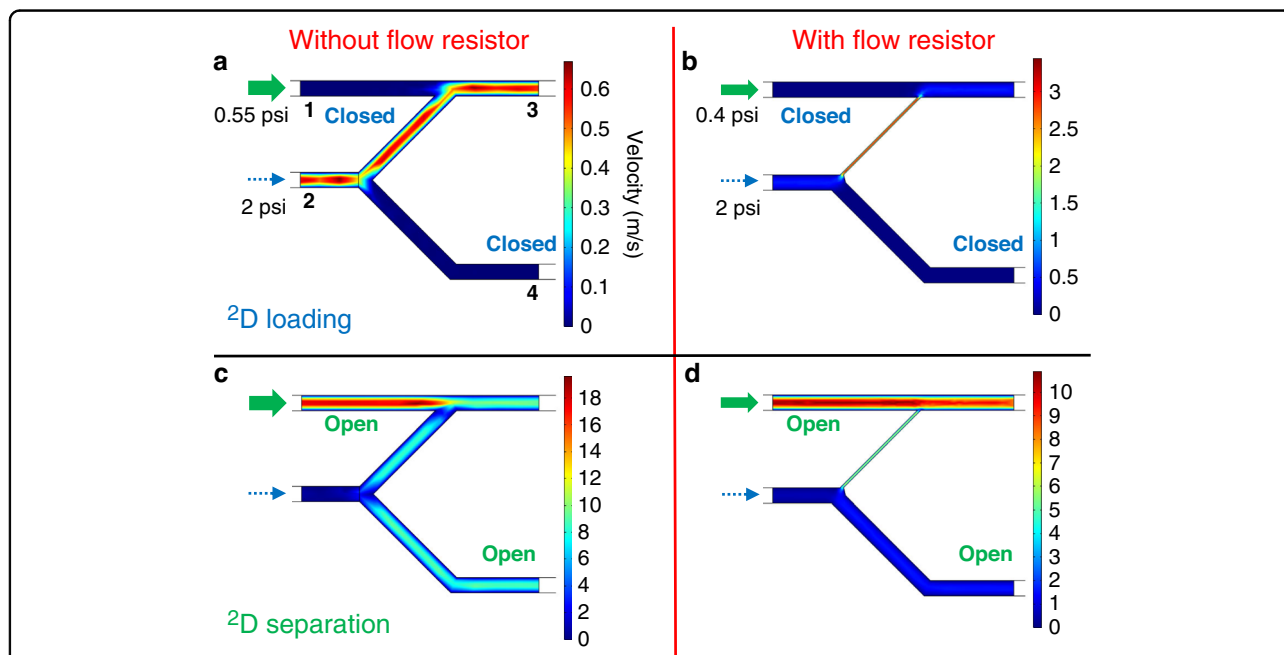 Without flow resistor
With flow resistor
a
0.55 psi
1
Closed
3
2 psi
2
Closed
4
²D loading
0.6
0.5
0.4
0.3
0.2
0.1
0
Velocity (m/s)
b
0.4 psi
Closed
2 psi
Closed
3
2.5
2
1.5
1
0.5
0
c
Open
Open
²D separation
18
16
14
12
10
8
6
4
2
0
d
Open
Open
10
9
8
7
6
5
4
3
2
1
0